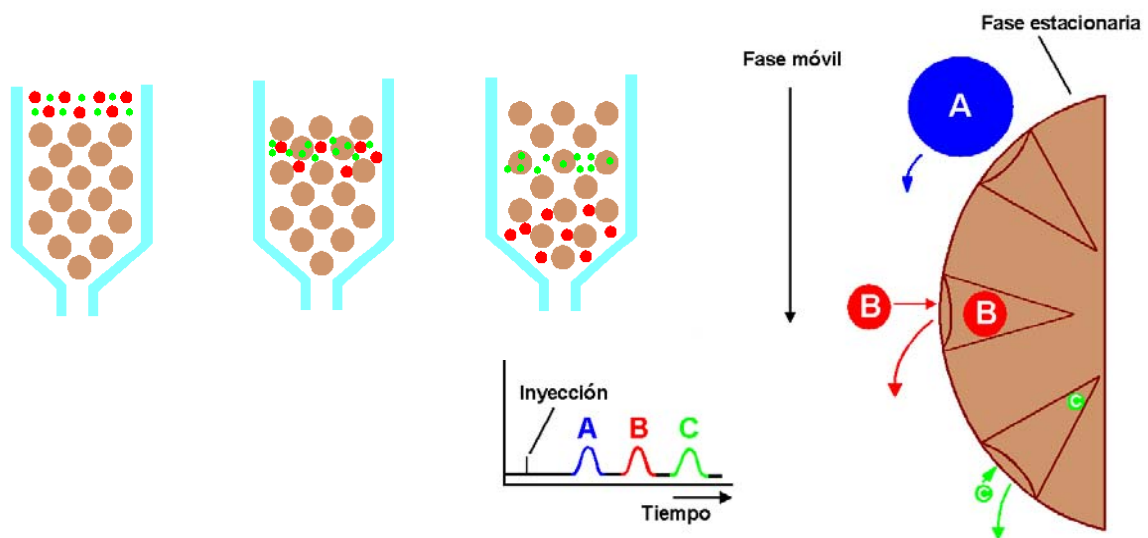 Fase estacionaria
Fase móvil
A
B
B
C
C
Inyección
A B C
Tiempo